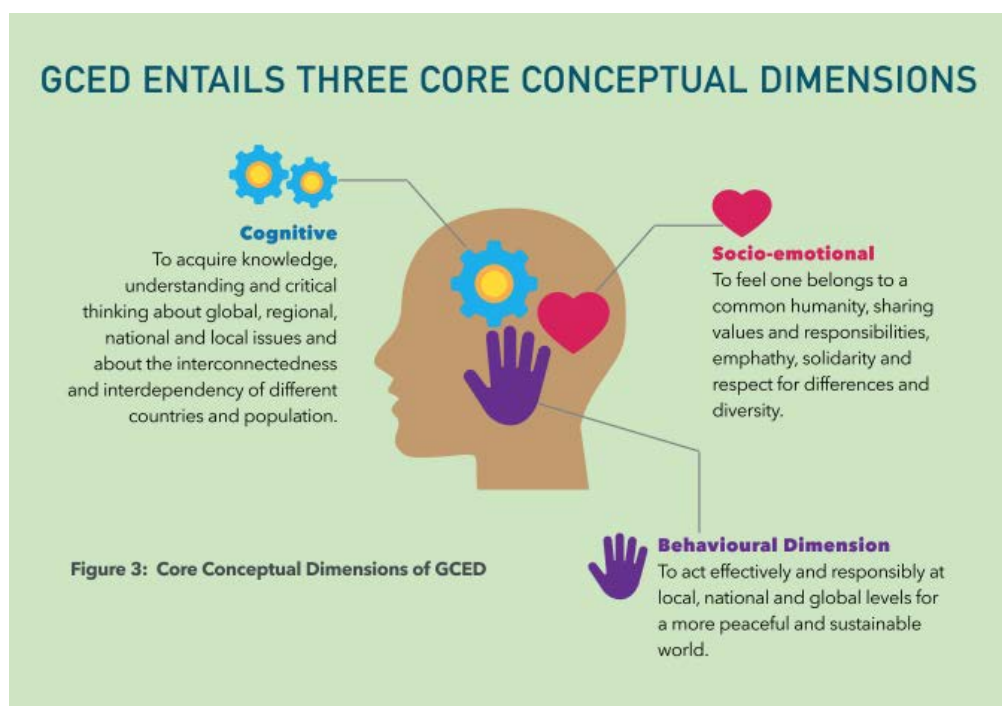 GCED ENTAILS THREE CORE CONCEPTUAL DIMENSIONS
Cognitive
To acquire knowledge,
understanding and critical
thinking about global, regional,
national and local issues and
about the interconnectedness
and interdependency of different
countries and population.
Socio-emotional
To feel one belongs to a
common humanity, sharing
values and responsibilities,
emphathy, solidarity and
respect for differences and
diversity.
Behavioural Dimension
To act effectively and responsibly at
local, national and global levels for
a more peaceful and sustainable
world.
Figure 3: Core Conceptual Dimensions of GCED